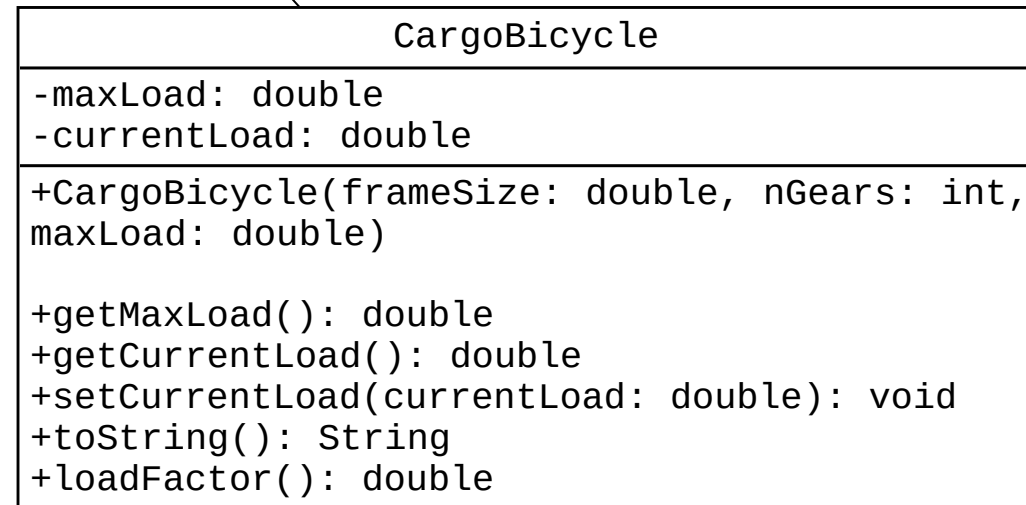 CargoBicycle
-maxLoad: double
-currentLoad: double
+CargoBicycle(frameSize: double, nGears: int,
maxLoad: double)
+getMaxLoad(): double
+getCurrentLoad(): double
+setCurrentLoad(currentLoad: double): void
+toString(): String
+loadFactor(): double